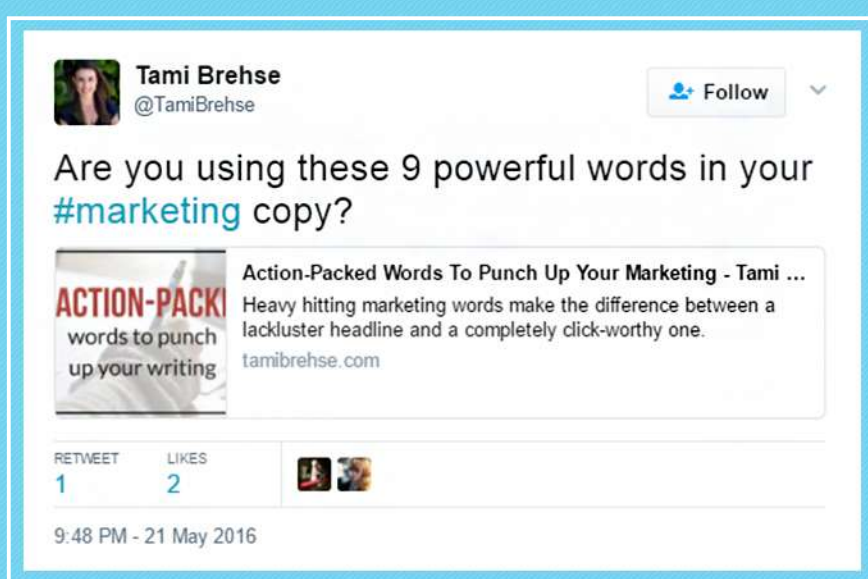 Tami Brehse
@TamiBrehse
Follow
Are you using these 9 powerful words in your
#marketing copy?
ACTION-PACK
words to punch
up your writing
Action-Packed Words To Punch Up Your Marketing - Tami ...
Heavy hitting marketing words make the difference between a
lackluster headline and a completely click-worthy one.
tamibrehse.com
RETWEET LIKES
1 2
9:48 PM - 21 May 2016